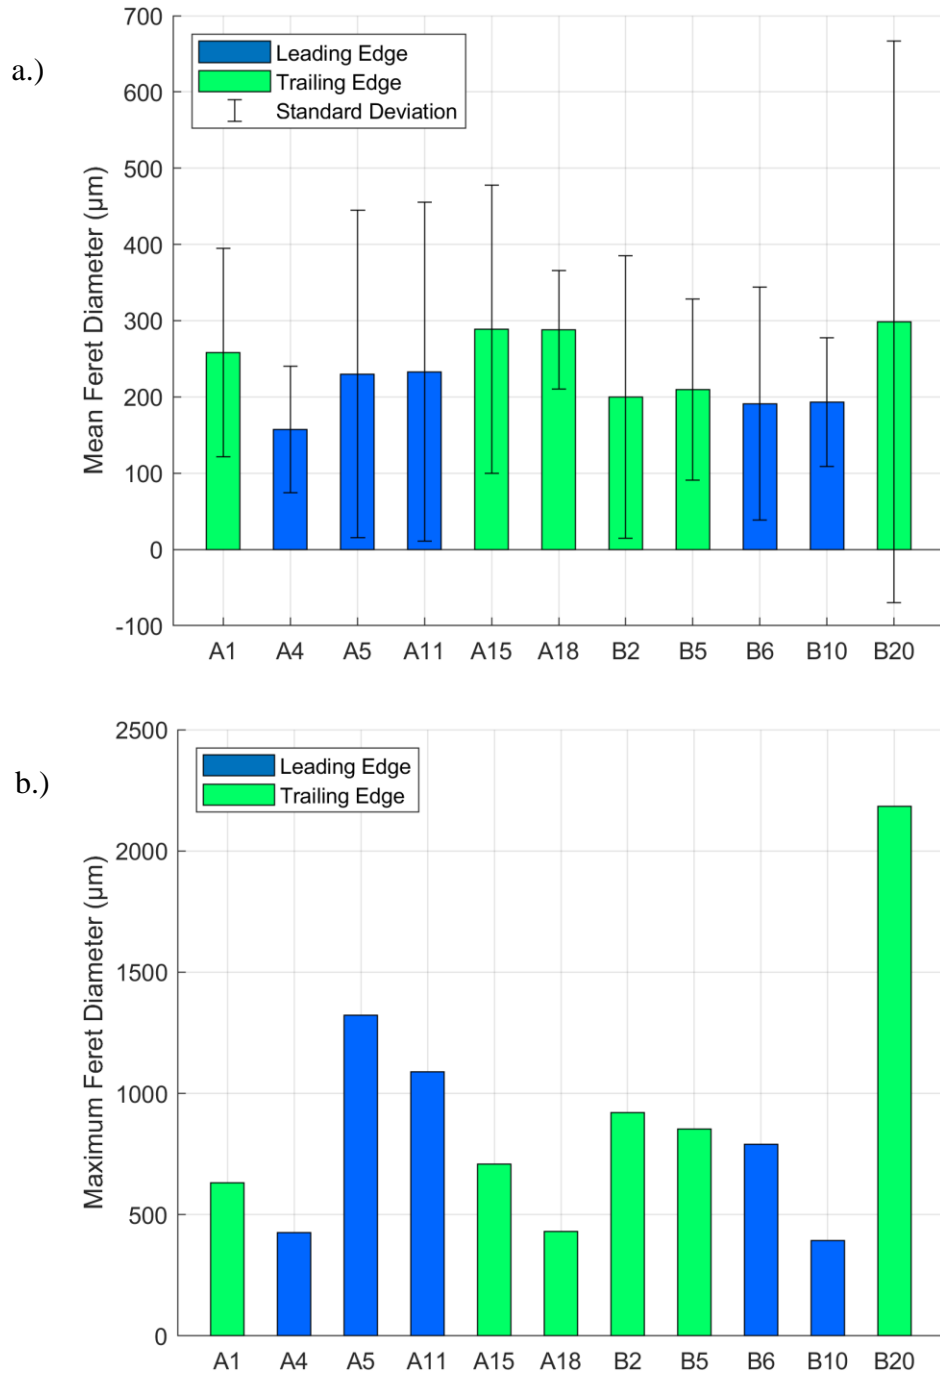 a.)
Mean Feret Diameter (µm)
700
600
500
400
300
200
100
0
-100
Leading Edge
Trailing Edge
Standard Deviation
A1 A4 A5 A11 A15 A18 B2 B5 B6 B10 B20
b.)
Maximum Feret Diameter (µm)
2500
2000
1500
1000
500
0
Leading Edge
Trailing Edge
A1 A4 A5 A11 A15 A18 B2 B5 B6 B10 B20